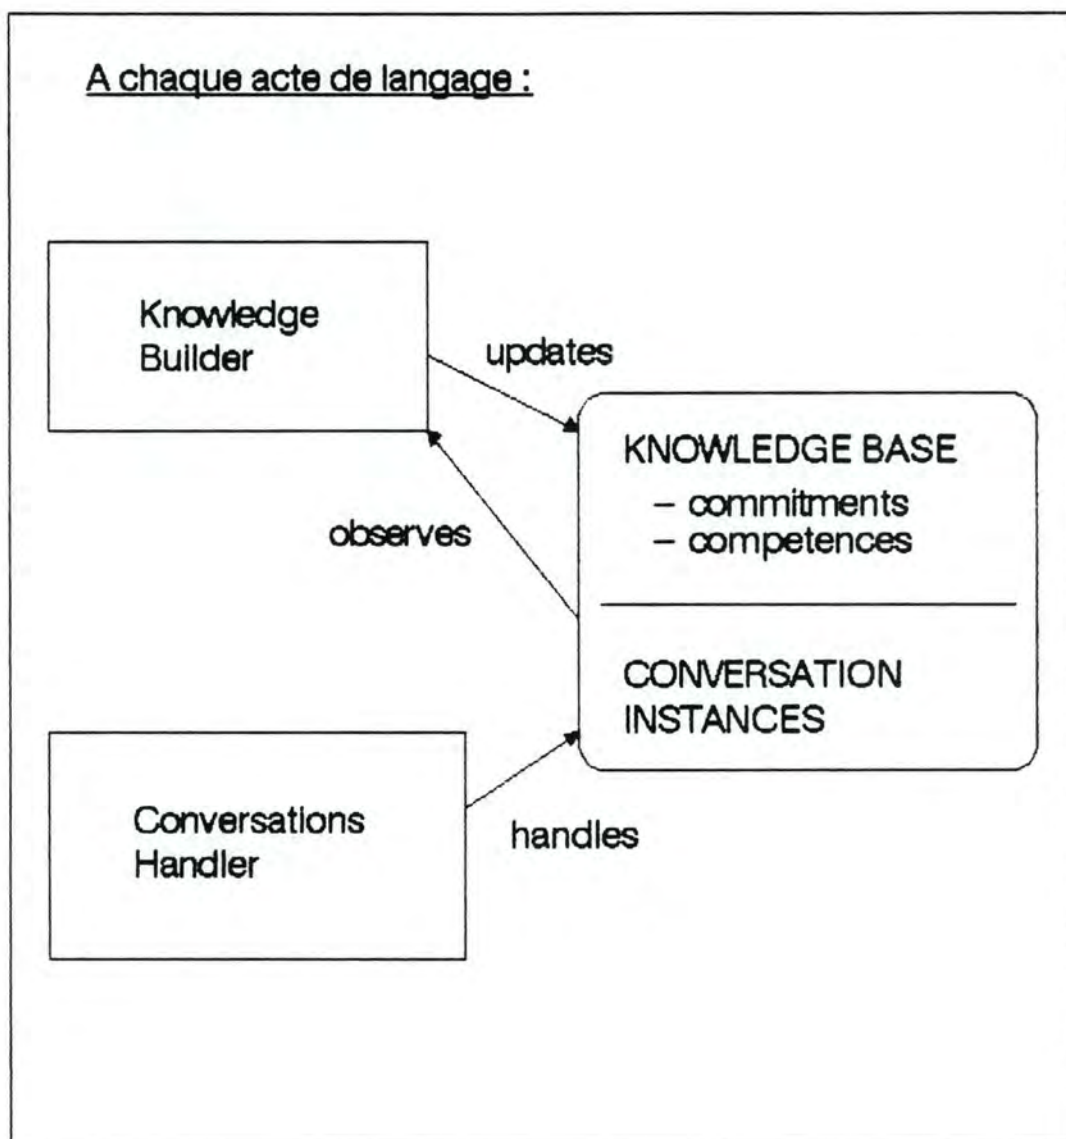 A chaque acte de langage :
Knowledge
Builder
updates
KNOWLEDGE BASE
– commitments
– competences
observes
CONVERSATION
INSTANCES
Conversations
Handler
handles